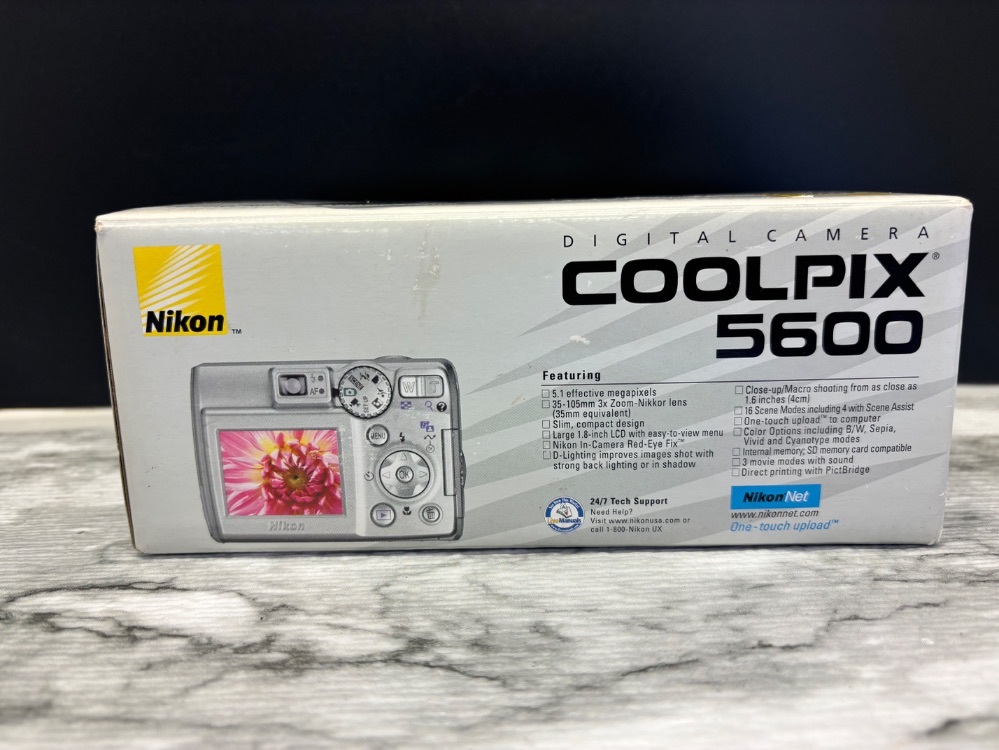 Nikon
™
DIGITAL CAMERA
COOLPIX®
5600
Featuring
5.1 effective megapixels
35-105mm 3x Zoom-Nikkor lens
(35mm equivalent)
Slim, compact design
Large 1.8-inch LCD with easy-to-view menu
Nikon In-Camera Red-Eye Fix™
D-Lighting improves images shot with
strong back lighting or in shadow
Close-up/Macro shooting from as close as
1.6 inches (4cm)
16 Scene Modes including 4 with Scene Assist
One-touch upload™ to computer
Color Options including B/W, Sepia,
Vivid and Cyanotype modes
Internal memory; SD memory card compatible
3 movie modes with sound
Direct printing with PictBridge
24/7 Tech Support
Need Help?
Visit www.nikonusa.com or
call 1-800-Nikon UX
Nikon Net
www.nikonnet.com
One-touch upload™
AF
W T
MENU
OK
Nikon